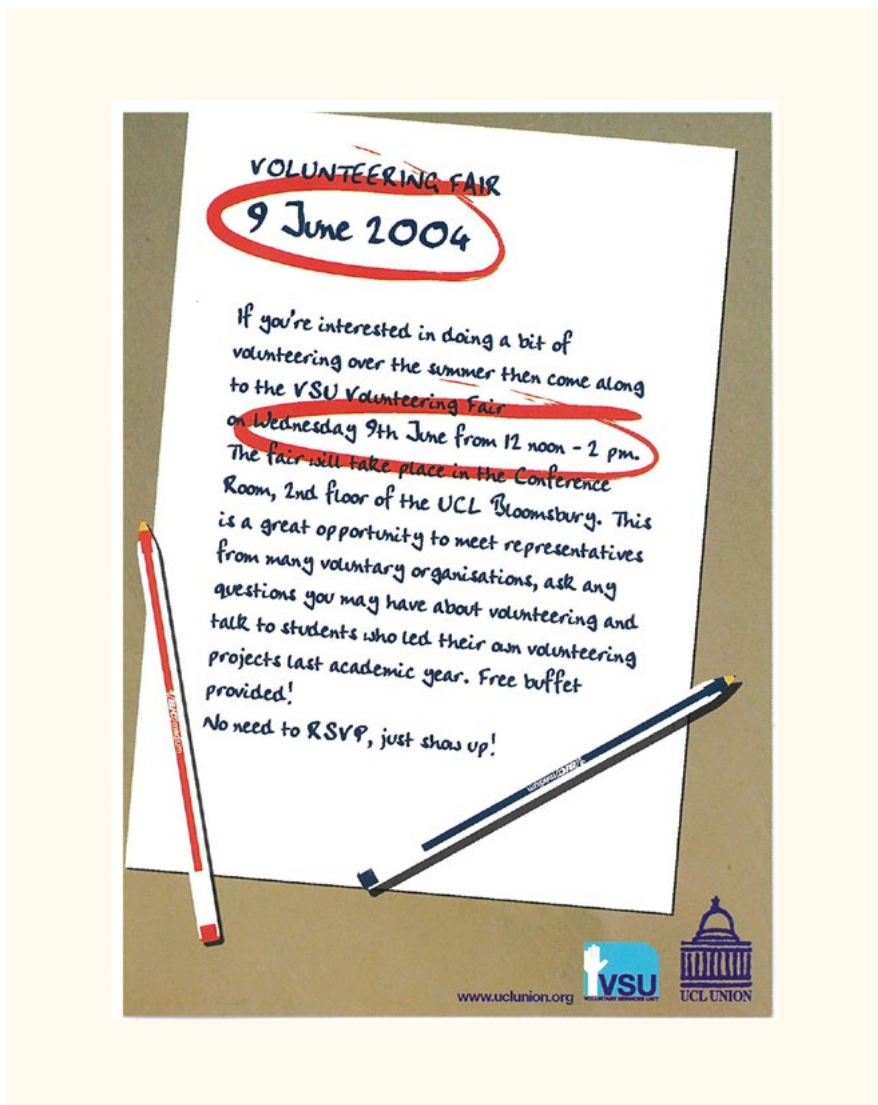 VOLUNTEERING FAIR
9 June 2004
If you're interested in doing a bit of
volunteering over the summer then come along
to the VSU Volunteering Fair
on Wednesday 9th June from 12 noon - 2 pm.
The fair will take place in the Conference
Room, 2nd floor of the UCL Bloomsbury. This
is a great opportunity to meet representatives
from many voluntary organisations, ask any
questions you may have about volunteering and
talk to students who led their own volunteering
projects last academic year. Free buffet
provided!
No need to RSVP, just show up!
medium
medium
www.uclunion.org
VSU
VOLUNTARY SERVICES UNIT
UCL UNION